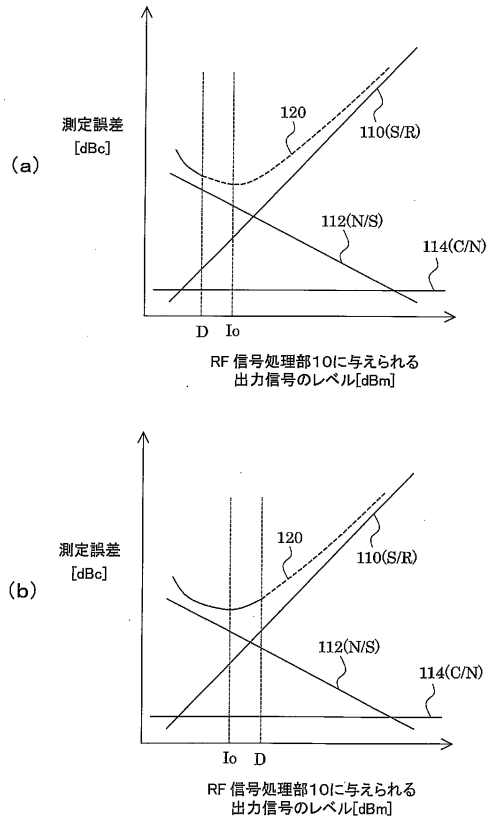 (a)
測定誤差
[dBc]
120
110(S/R)
112(N/S)
114(C/N)
D Io
RF 信号処理部10に与えられる
出力信号のレベル[dBm]
(b)
測定誤差
[dBc]
120
110(S/R)
112(N/S)
114(C/N)
Io D
RF 信号処理部10に与えられる
出力信号のレベル[dBm]